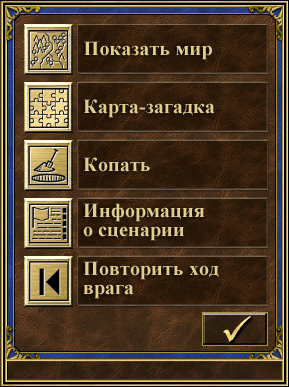 Показать мир
Карта-загадка
Копать
Информация
о сценарии
Повторить ход
врага